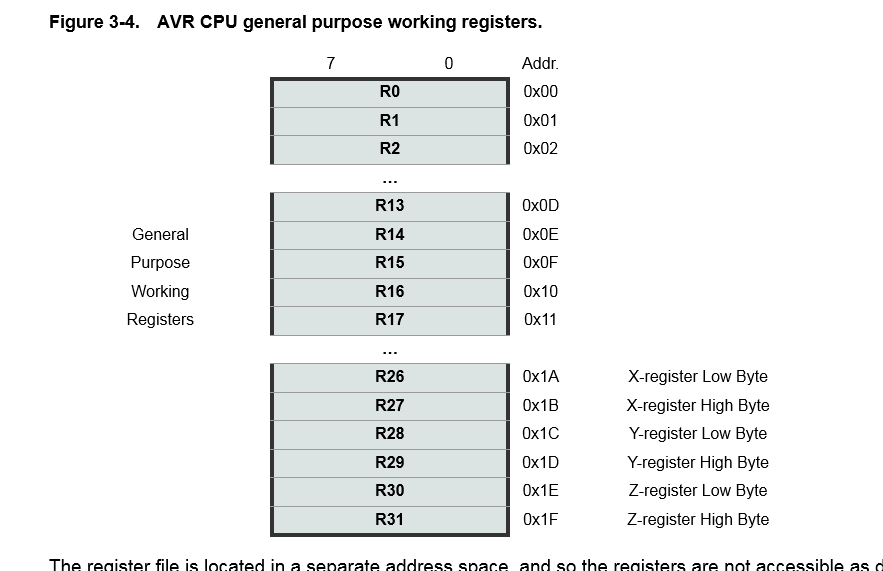 Figure 3-4. AVR CPU general purpose working registers.
7 0 Addr.
R0 0x00
R1 0x01
R2 0x02
...
R13 0x0D
General R14 0x0E
Purpose R15 0x0F
Working R16 0x10
Registers R17 0x11
...
R26 0x1A X-register Low Byte
R27 0x1B X-register High Byte
R28 0x1C Y-register Low Byte
R29 0x1D Y-register High Byte
R30 0x1E Z-register Low Byte
R31 0x1F Z-register High Byte
The register file is located in a separate address space, and so the registers are not accessible as